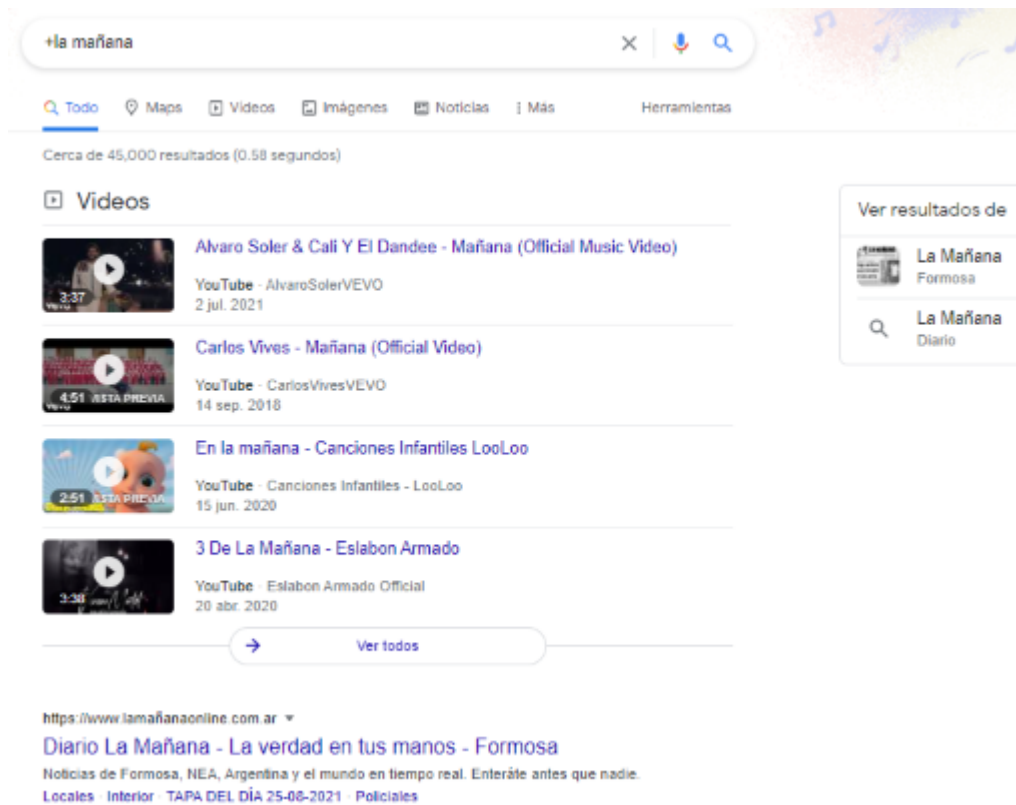 +la mañana
Todo Maps Videos Imágenes Noticias Más Herramientas
Cerca de 45,000 resultados (0.58 segundos)
Videos
Alvaro Soler & Cali Y El Dandee - Mañana (Official Music Video)
YouTube · AlvaroSolerVEVO
2 jul. 2021
3:37
vevo
Carlos Vives - Mañana (Official Video)
YouTube · CarlosVivesVEVO
14 sep. 2018
4:51 VISTA PREVIA
vevo
En la mañana - Canciones Infantiles LooLoo
YouTube · Canciones Infantiles - LooLoo
15 jun. 2020
2:51 VISTA PREVIA
3 De La Mañana - Eslabon Armado
YouTube · Eslabon Armado Official
20 abr. 2020
3:38
Ver todos
https://www.lamañanaonline.com.ar
Diario La Mañana - La verdad en tus manos - Formosa
Noticias de Formosa, NEA, Argentina y el mundo en tiempo real. Enteráte antes que nadie.
Locales · Interior · TAPA DEL DÍA 25-08-2021 · Policiales
Ver resultados de
La Mañana
Formosa
La Mañana
Diario